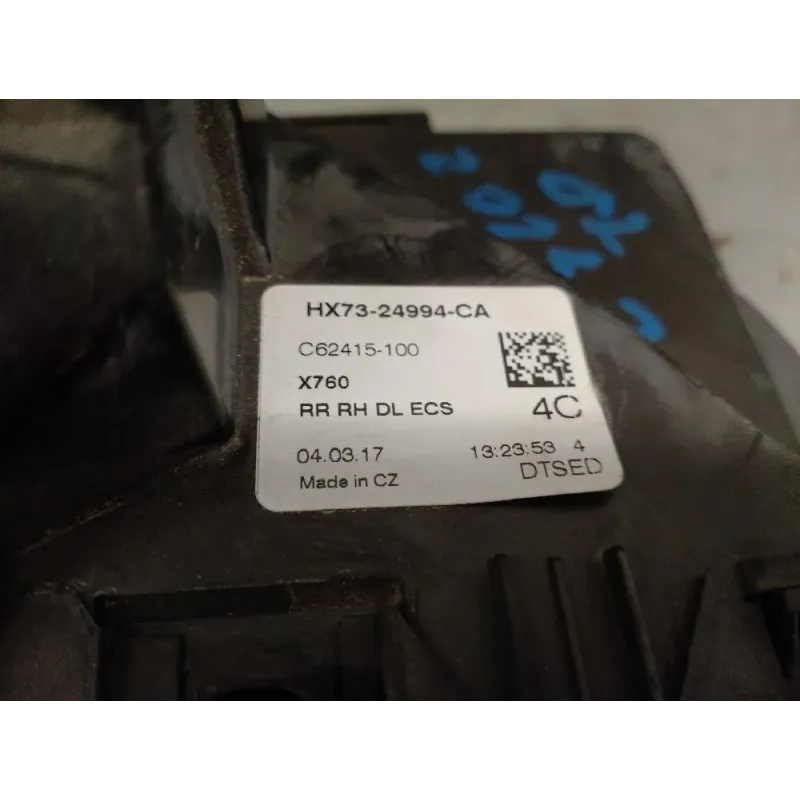 HX73-24994-CA
C62415-100
X760
RR RH DL ECS
4C
04.03.17
13:23:53 4
Made in CZ
DTSED